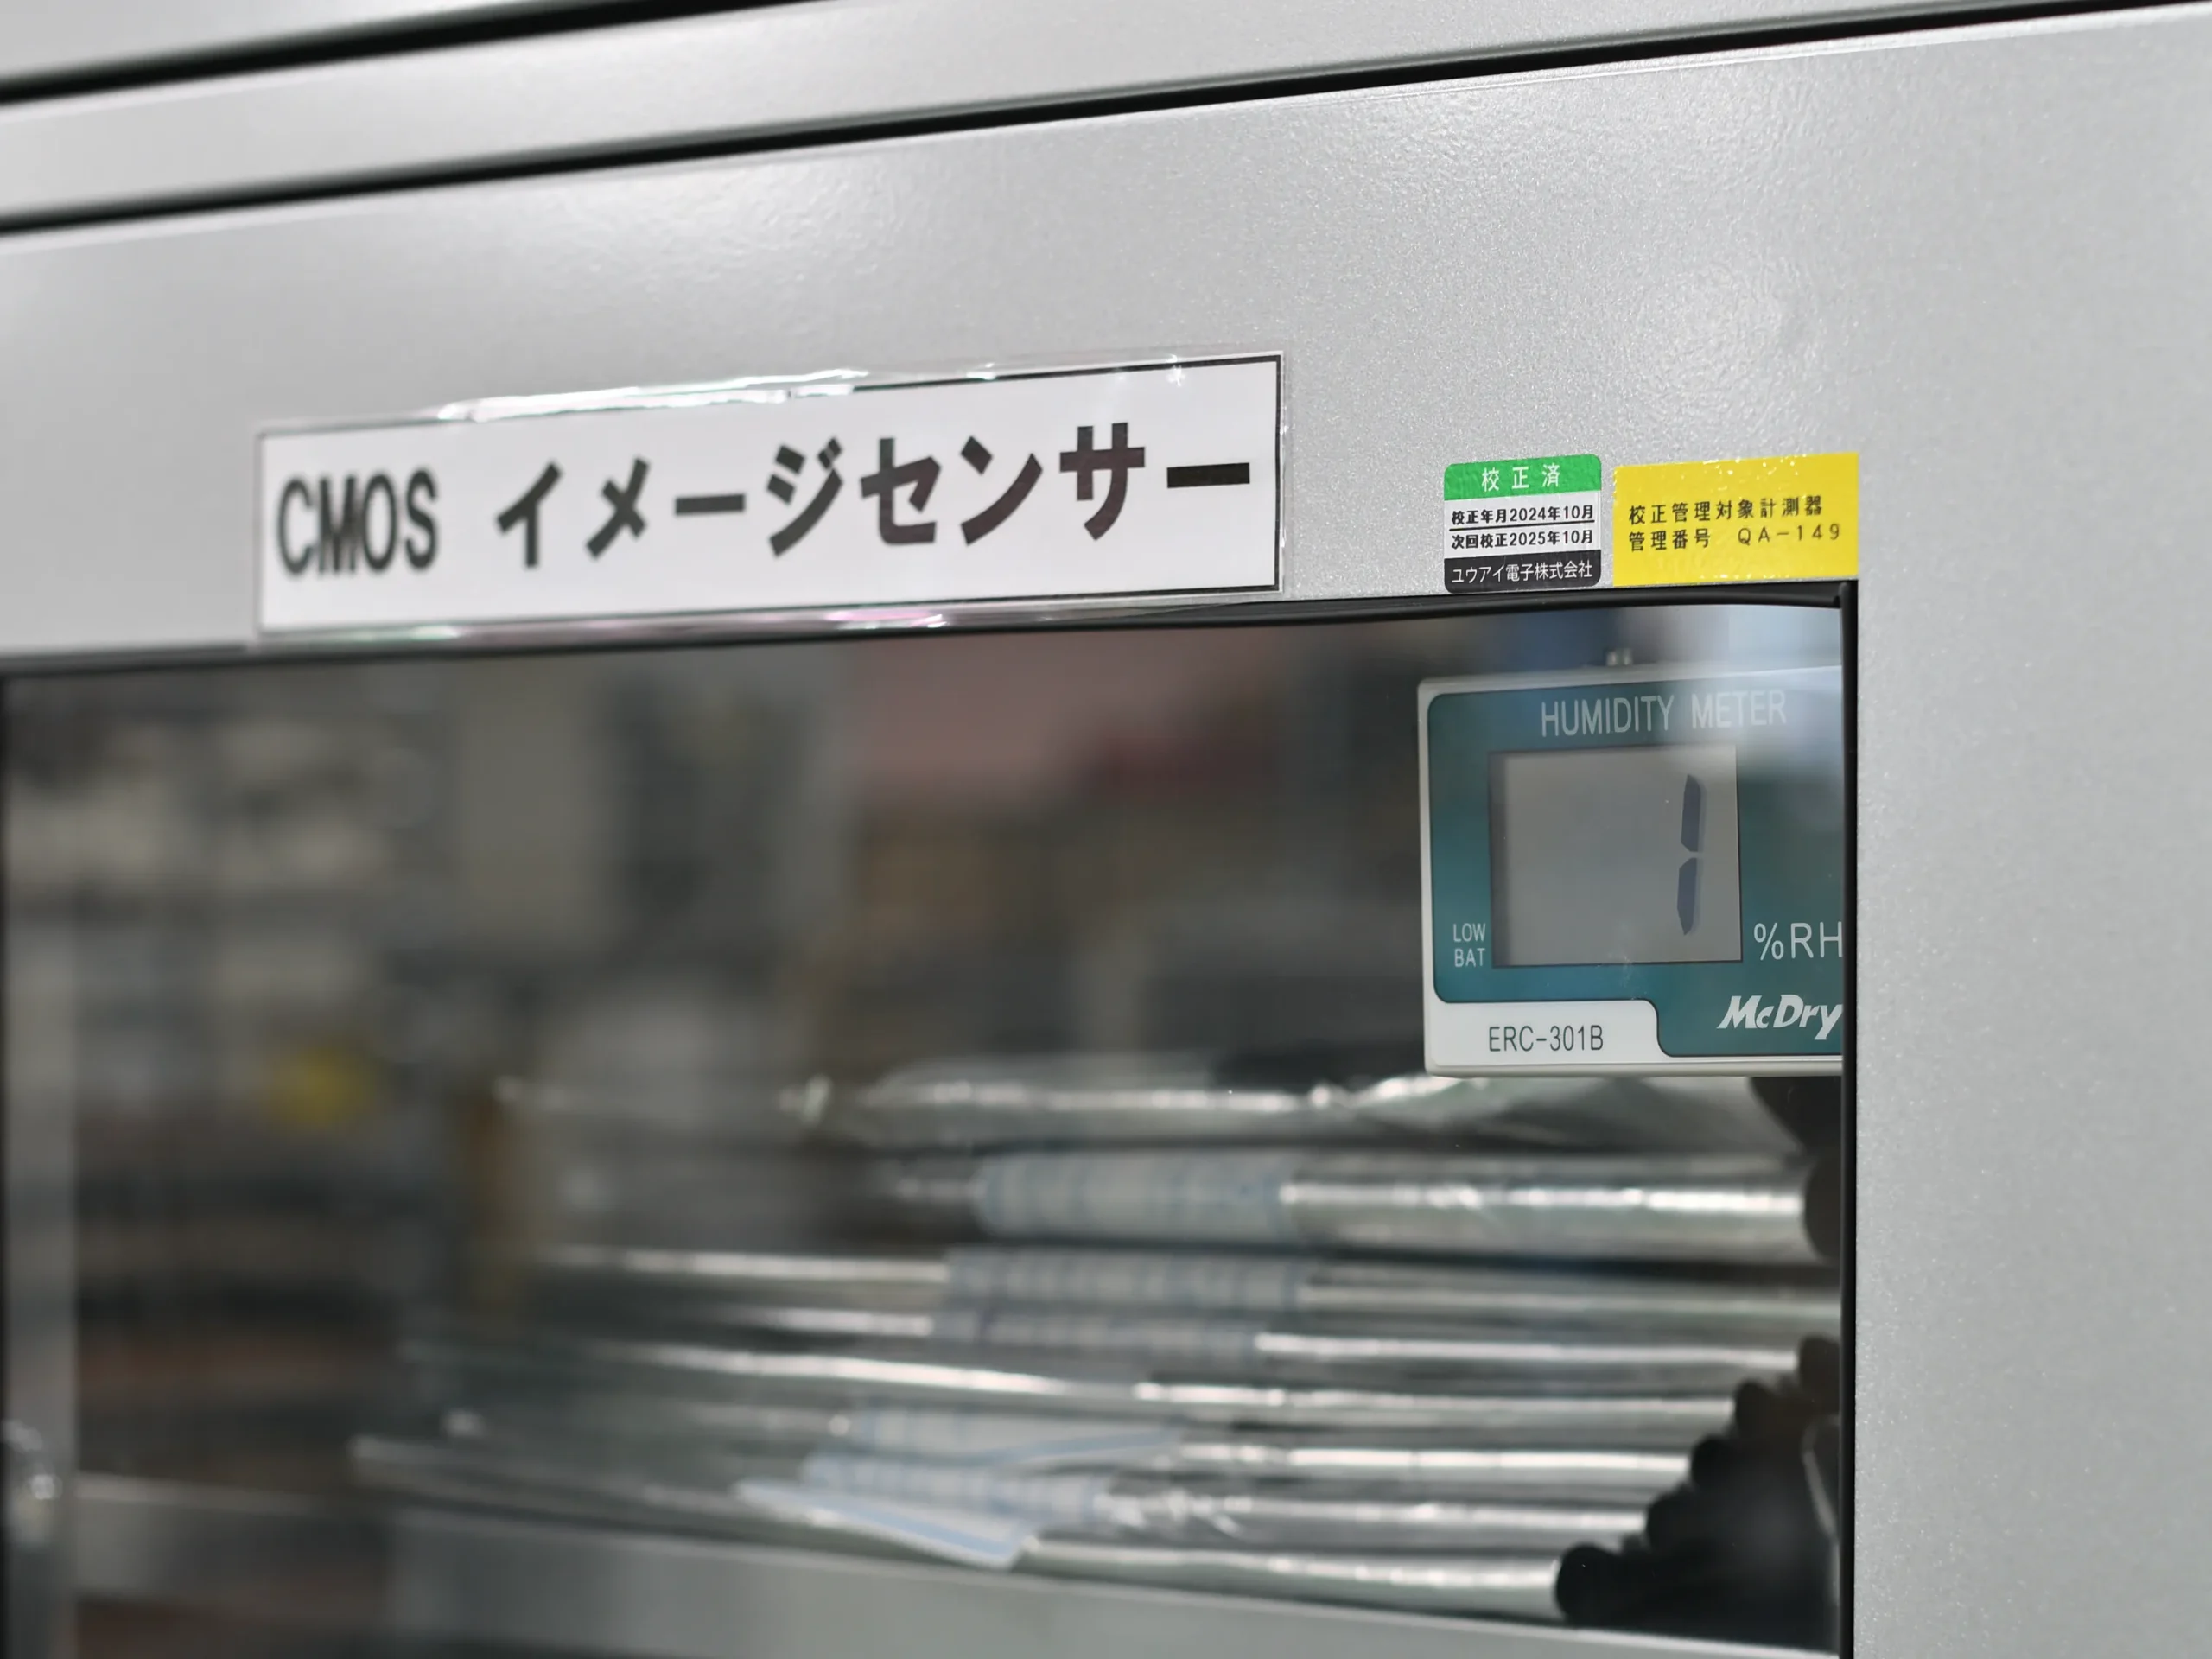 CMOS イメージセンサー
校正済
校正年月2024年10月
次回校正2025年10月
ユウアイ電子株式会社
校正管理対象計測器
管理番号 QA-149
HUMIDITY METER
1
%RH
LOW
BAT
McDry
ERC-301B